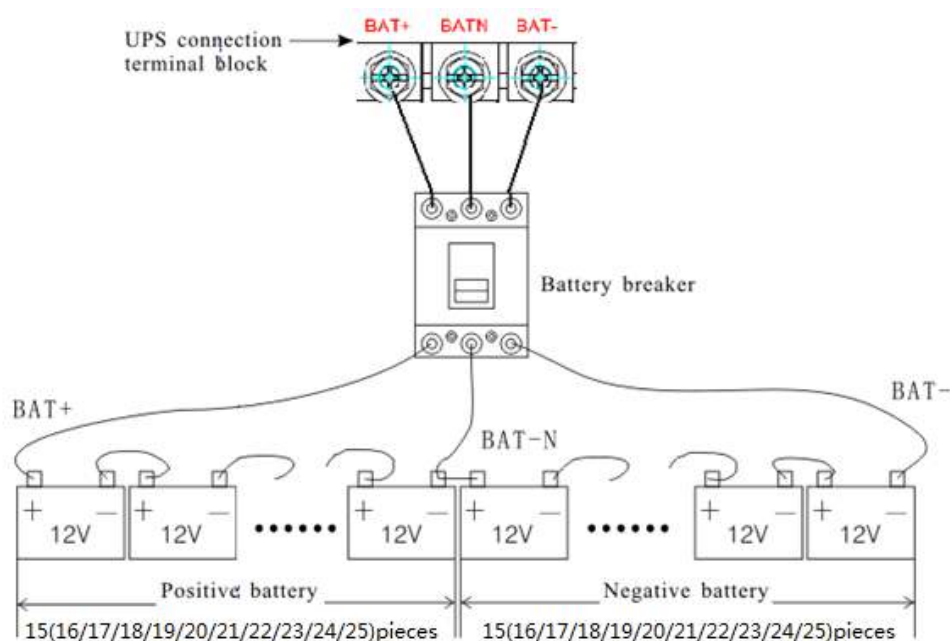 BAT+ BATN BAT-
UPS connection
terminal block
Battery breaker
BAT+
BAT-
BAT-N
+ - + - + - + - + - + -
12V 12V 12V 12V 12V 12V
Positive battery Negative battery
15(16/17/18/19/20/21/22/23/24/25)pieces 15(16/17/18/19/20/21/22/23/24/25)pieces